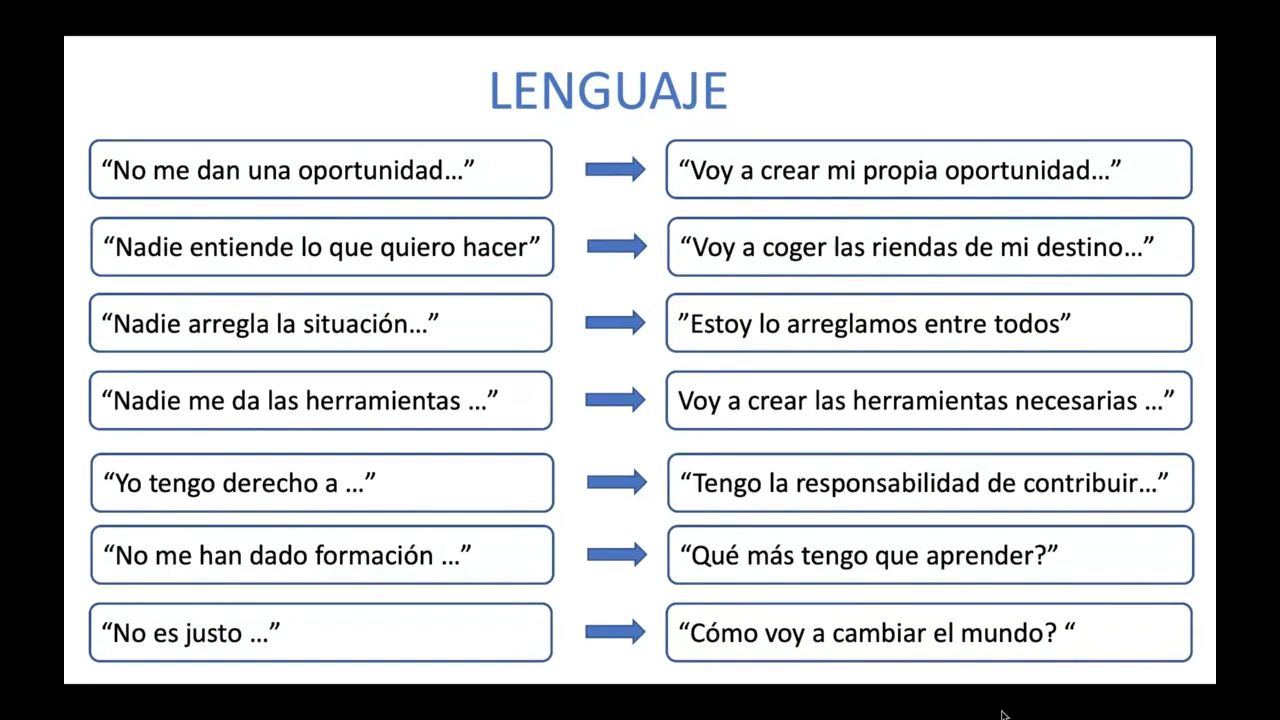 LENGUAJE
“No me dan una oportunidad...”
“Voy a crear mi propia oportunidad...”
“Nadie entiende lo que quiero hacer”
“Voy a coger las riendas de mi destino...”
“Nadie arregla la situación...”
”Estoy lo arreglamos entre todos”
“Nadie me da las herramientas ...”
Voy a crear las herramientas necesarias ...”
“Yo tengo derecho a ...”
“Tengo la responsabilidad de contribuir...”
“No me han dado formación ...”
“Qué más tengo que aprender?”
“No es justo ...”
“Cómo voy a cambiar el mundo? “